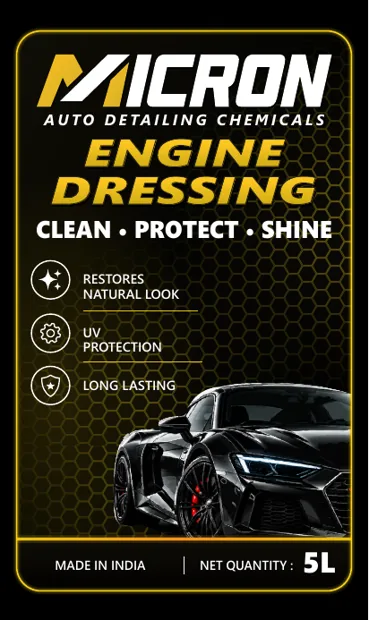 MICRON
AUTO DETAILING CHEMICALS
ENGINE
DRESSING
CLEAN • PROTECT • SHINE
RESTORES
NATURAL LOOK
UV
PROTECTION
LONG LASTING
MADE IN INDIA | NET QUANTITY : 5L